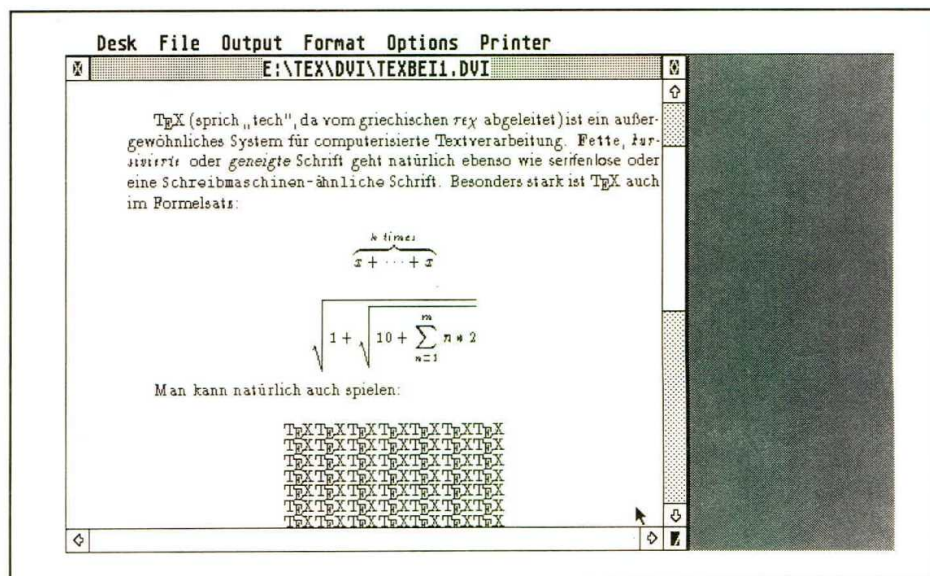 Desk File Output Format Options Printer
E:\TEX\DVI\TEXBEI1.DVI
TEX (sprich „tech", da vom griechischen τεχ abgeleitet) ist ein außer-
gewöhnliches System für computerisierte Textverarbeitung. Fette, kur-
sivierte oder geneigte Schrift geht natürlich ebenso wie serifenlose oder
eine Schreibmaschinen-ähnliche Schrift. Besonders stark ist TEX auch
im Formelsatz:
k times
x + ··· + x
√1 + √10 + ∑ n=1 m n * 2
Man kann natürlich auch spielen:
TEXTEXTEXTEXTEXTEXTEX
TEXTEXTEXTEXTEXTEXTEX
TEXTEXTEXTEXTEXTEXTEX
TEXTEXTEXTEXTEXTEXTEX
TEXTEXTEXTEXTEXTEXTEX
TEXTEXTEXTEXTEXTEXTEX
TEXTEXTEXTEXTEXTEXTEX